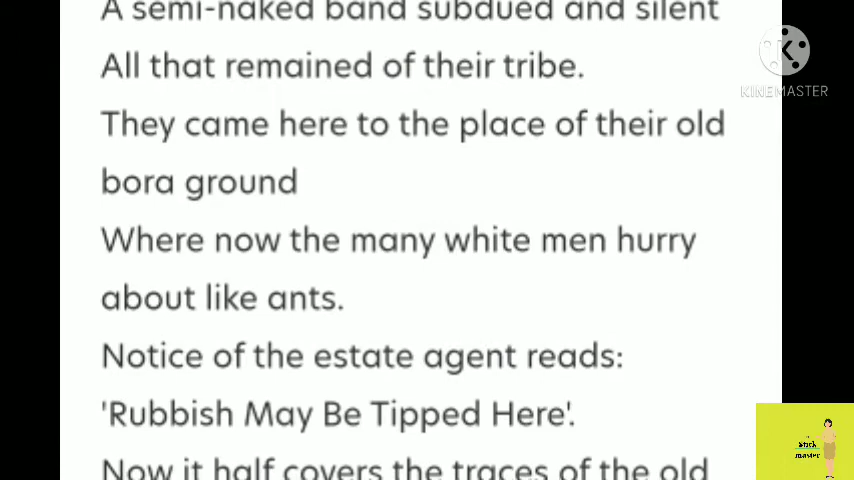 A semi-naked band subdued and silent
All that remained of their tribe.
They came here to the place of their old
bora ground
Where now the many white men hurry
about like ants.
Notice of the estate agent reads:
'Rubbish May Be Tipped Here'.
Now it half covers the traces of the old
KINEMASTER
master